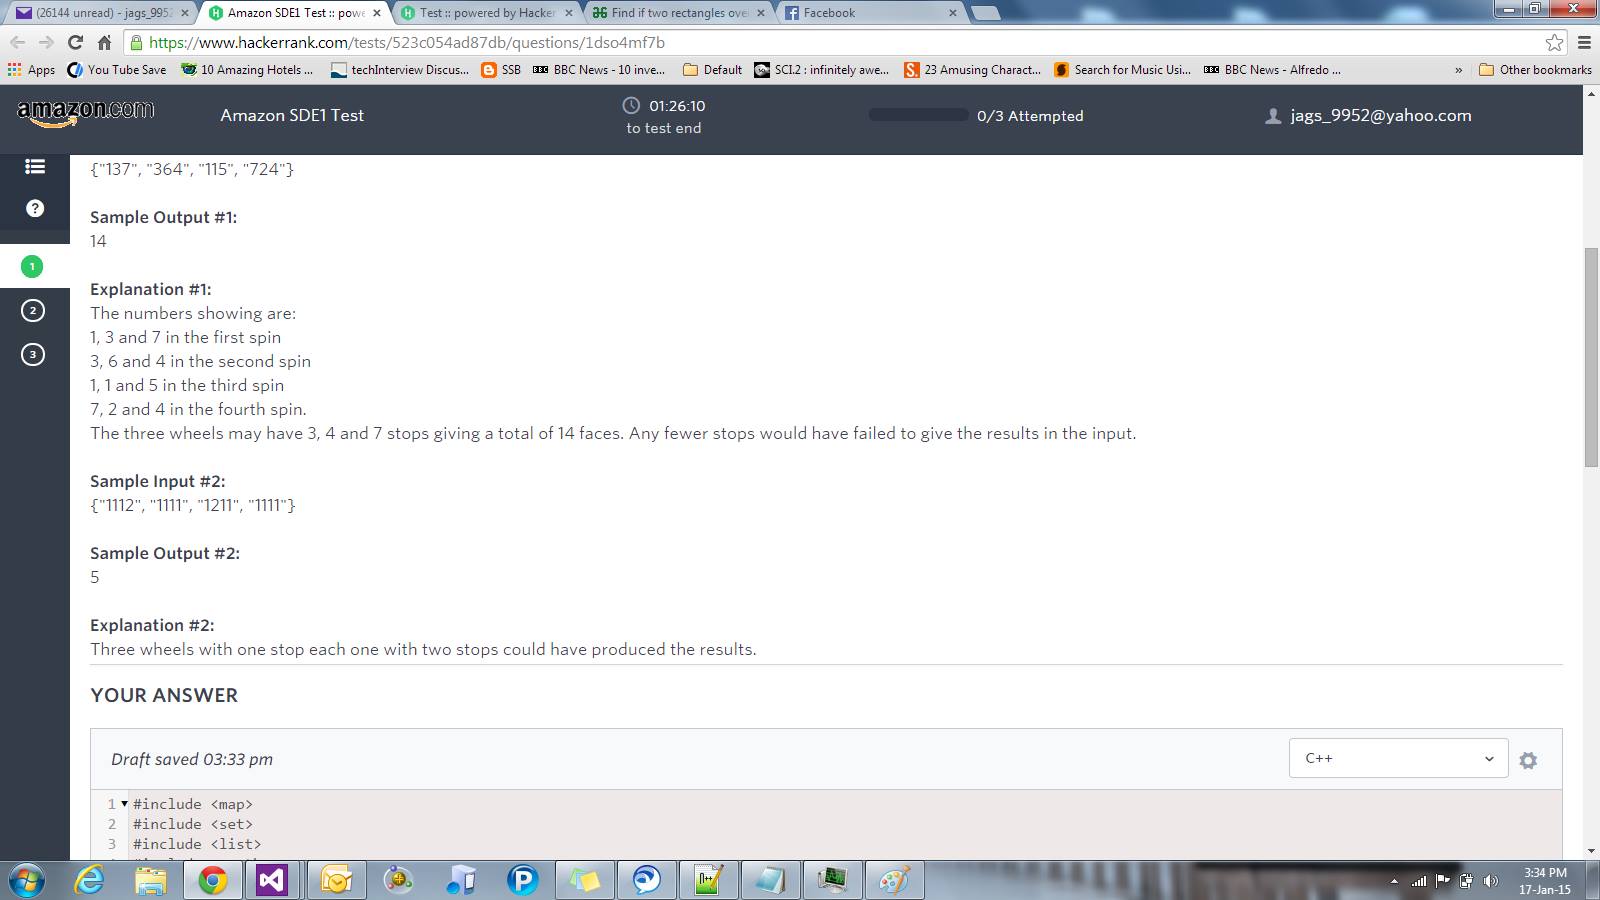 (26144 unread) - jags_9952
Amazon SDE1 Test :: powe
Test :: powered by Hacker
Find if two rectangles ove
Facebook
https://www.hackerrank.com/tests/523c054ad87db/questions/1dso4mf7b
Apps
You Tube Save
10 Amazing Hotels ...
techInterview Discus...
SSB
BBC News - 10 inve...
Default
SCI.2 : infinitely awe...
23 Amusing Charact...
Search for Music Usi...
BBC News - Alfredo ...
»
Other bookmarks
amazon.com
Amazon SDE1 Test
01:26:10
to test end
0/3 Attempted
jags_9952@yahoo.com
?
1
2
3
{"137", "364", "115", "724"}
Sample Output #1:
14
Explanation #1:
The numbers showing are:
1, 3 and 7 in the first spin
3, 6 and 4 in the second spin
1, 1 and 5 in the third spin
7, 2 and 4 in the fourth spin.
The three wheels may have 3, 4 and 7 stops giving a total of 14 faces. Any fewer stops would have failed to give the results in the input.
Sample Input #2:
{"1112", "1111", "1211", "1111"}
Sample Output #2:
5
Explanation #2:
Three wheels with one stop each one with two stops could have produced the results.
YOUR ANSWER
Draft saved 03:33 pm
C++
1 #include <map>
2 #include <set>
3 #include <list>
3:34 PM
17-Jan-15